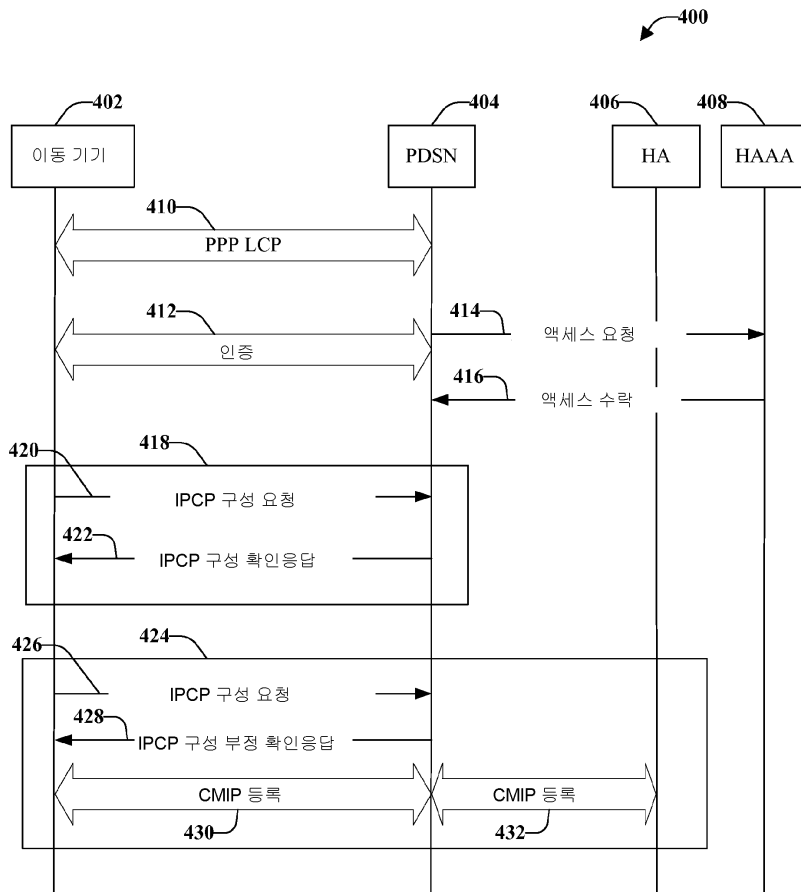 400
402
404
406
408
이동 기기
PDSN
HA
HAAA
410
PPP LCP
412
414
인증
액세스 요청
416
액세스 수락
418
420
IPCP 구성 요청
422
IPCP 구성 확인응답
424
426
IPCP 구성 요청
428
IPCP 구성 부정 확인응답
CMIP 등록
CMIP 등록
430
432